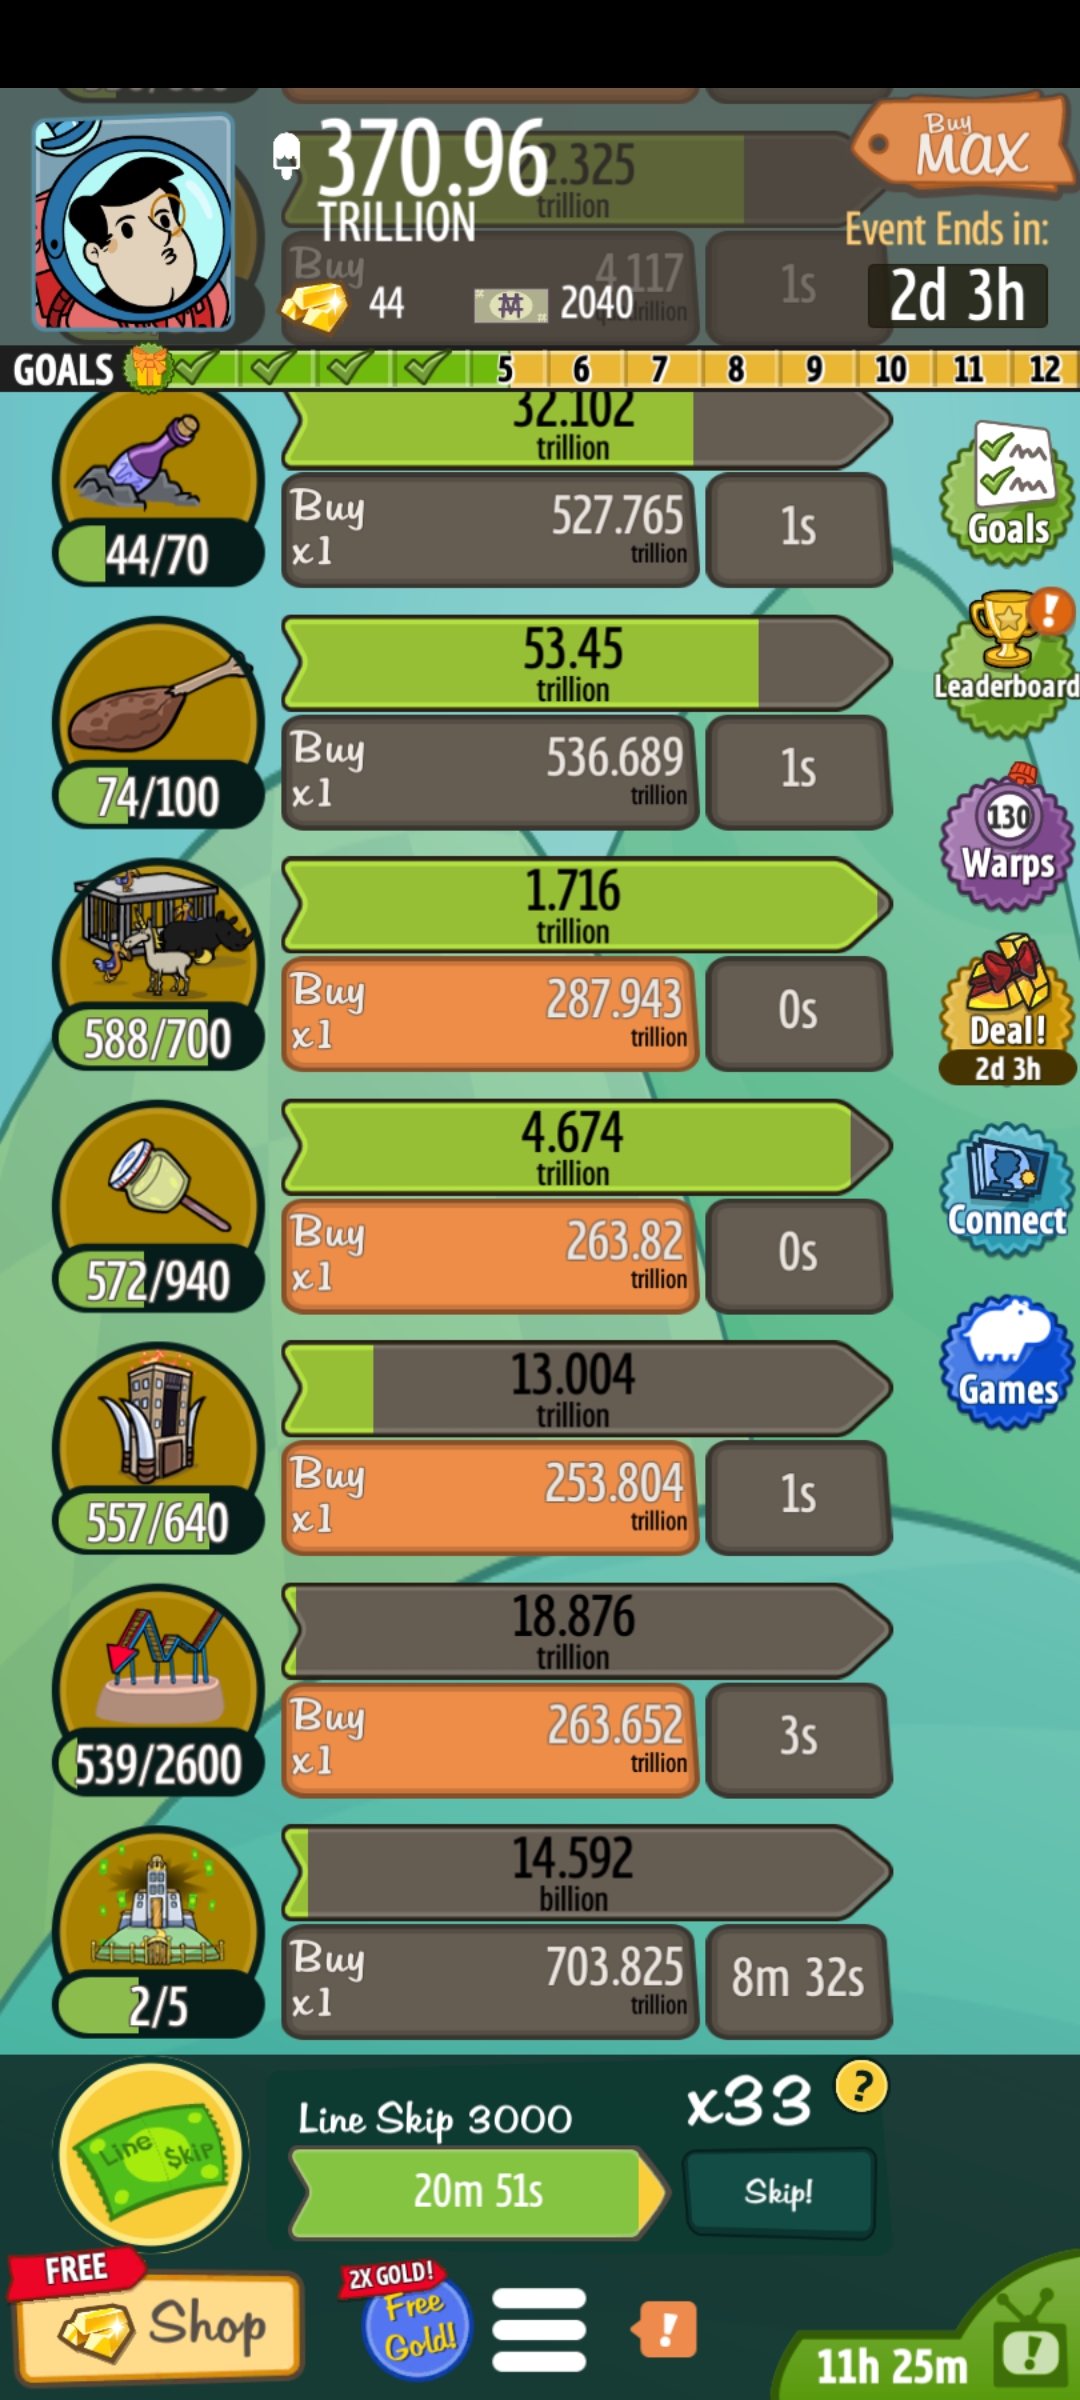 370.96
TRILLION
Buy
MAX
trillion
Event Ends in:
2d 3h
Buy
4.117
1s
44
2040
GOALS
5 6 7 8 9 10 11 12
32.102
trillion
44/70
Buy
x1
527.765
trillion
1s
Goals
53.45
trillion
74/100
Buy
x1
536.689
trillion
1s
!
Leaderboard
1.716
trillion
588/700
Buy
x1
287.943
trillion
0s
130
Warps
Deal!
2d 3h
4.674
trillion
572/940
Buy
x1
263.82
trillion
0s
Connect
13.004
trillion
557/640
Buy
x1
253.804
trillion
1s
Games
18.876
trillion
539/2600
Buy
x1
263.652
trillion
3s
14.592
billion
2/5
Buy
x1
703.825
trillion
8m 32s
Line $kip
Line Skip 3000
x33
?
20m 51s
Skip!
FREE
Shop
2X GOLD!
Free
Gold!
!
11h 25m
!